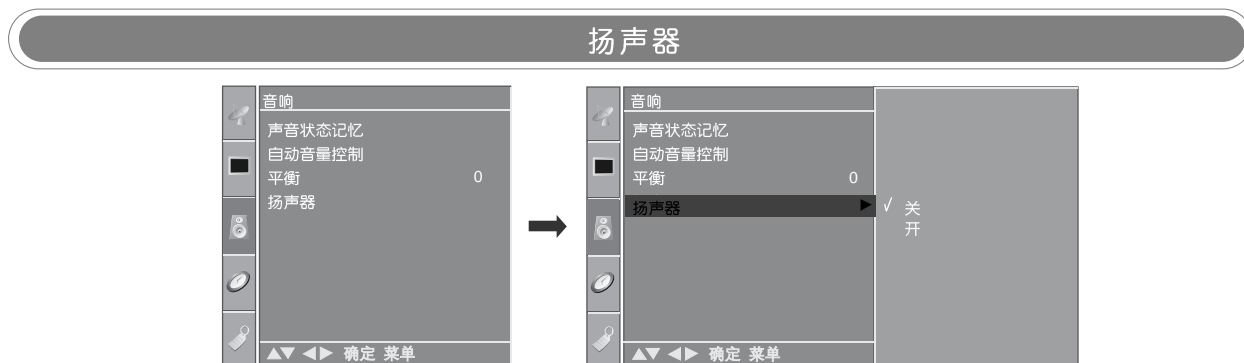 扬声器
音响
声音状态记忆
自动音量控制
平衡 0
扬声器
▲▼ ◀▶ 确定 菜单
音响
声音状态记忆
自动音量控制
平衡 0
扬声器 ▶
√ 关
开
▲▼ ◀▶ 确定 菜单